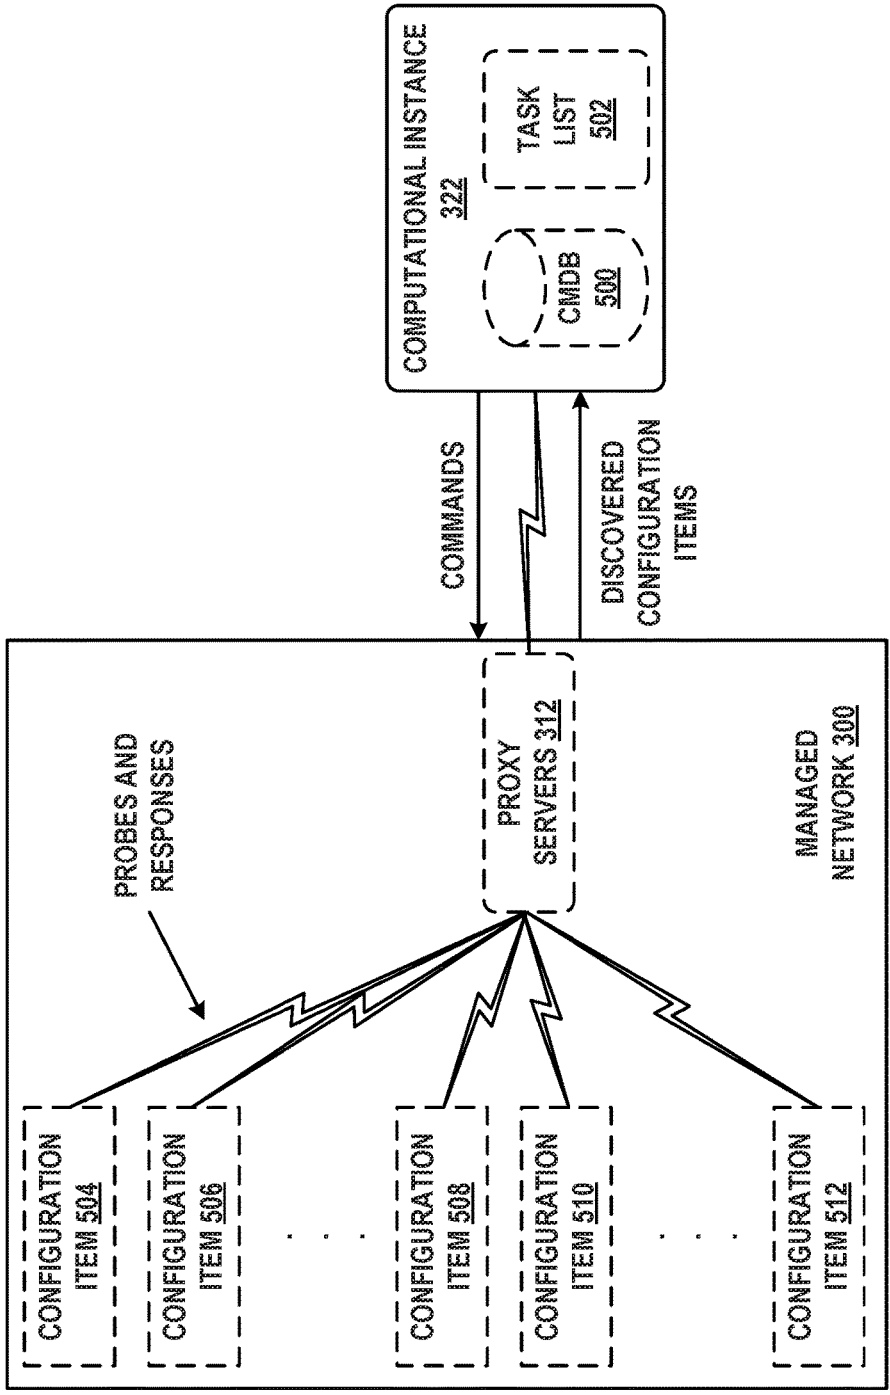 COMPUTATIONAL INSTANCE
322
CMDB
500
TASK
LIST
502
COMMANDS
DISCOVERED
CONFIGURATION
ITEMS
PROBES AND
RESPONSES
PROXY
SERVERS 312
MANAGED
NETWORK 300
CONFIGURATION
ITEM 504
CONFIGURATION
ITEM 506
CONFIGURATION
ITEM 508
CONFIGURATION
ITEM 510
CONFIGURATION
ITEM 512